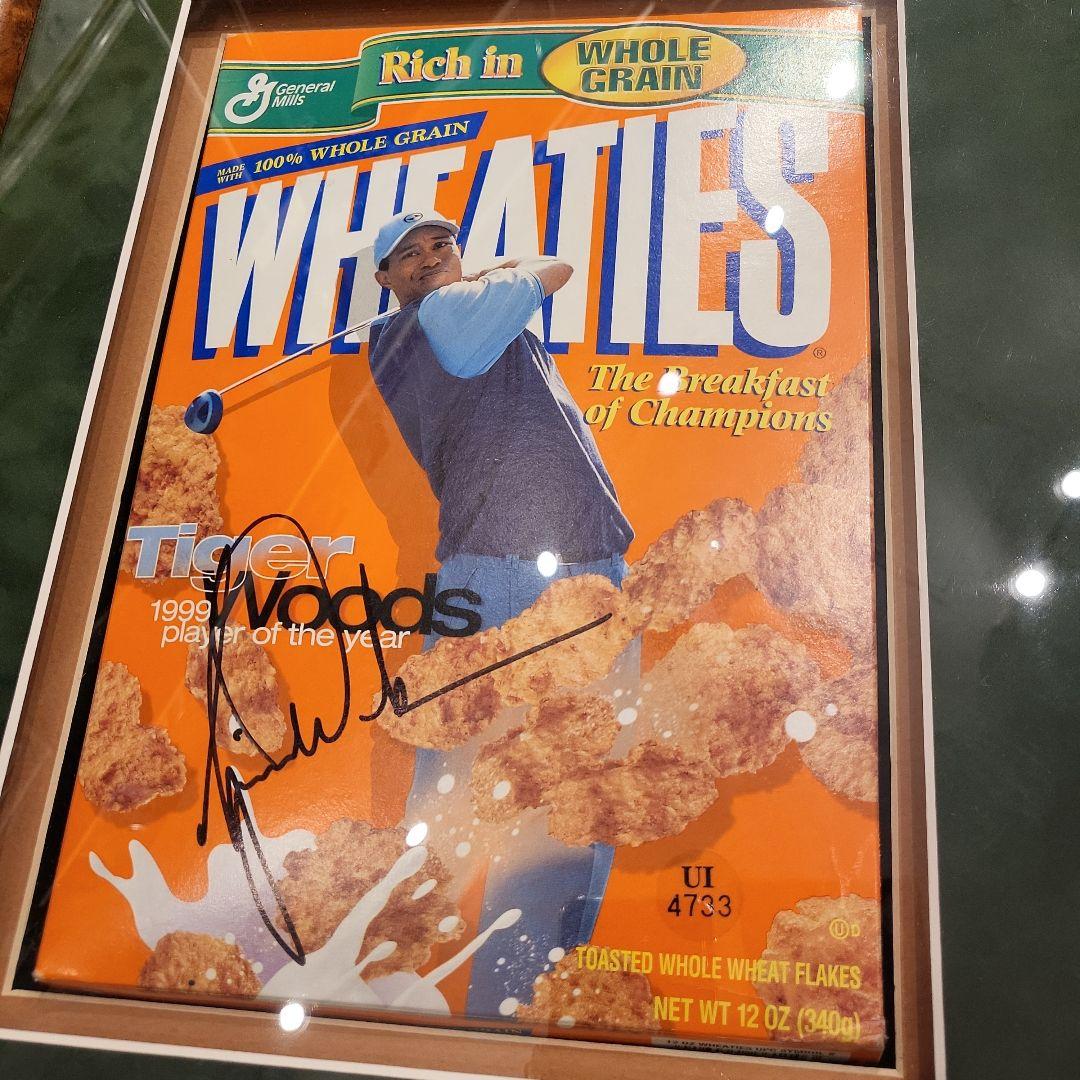 Rich in WHOLE GRAIN
General Mills
MADE WITH 100% WHOLE GRAIN
WHEATIES®
The Breakfast
of Champions
Tiger
Woods
1999
player of the year
UI
4733
Ⓤ D
TOASTED WHOLE WHEAT FLAKES
NET WT 12 OZ (340g)